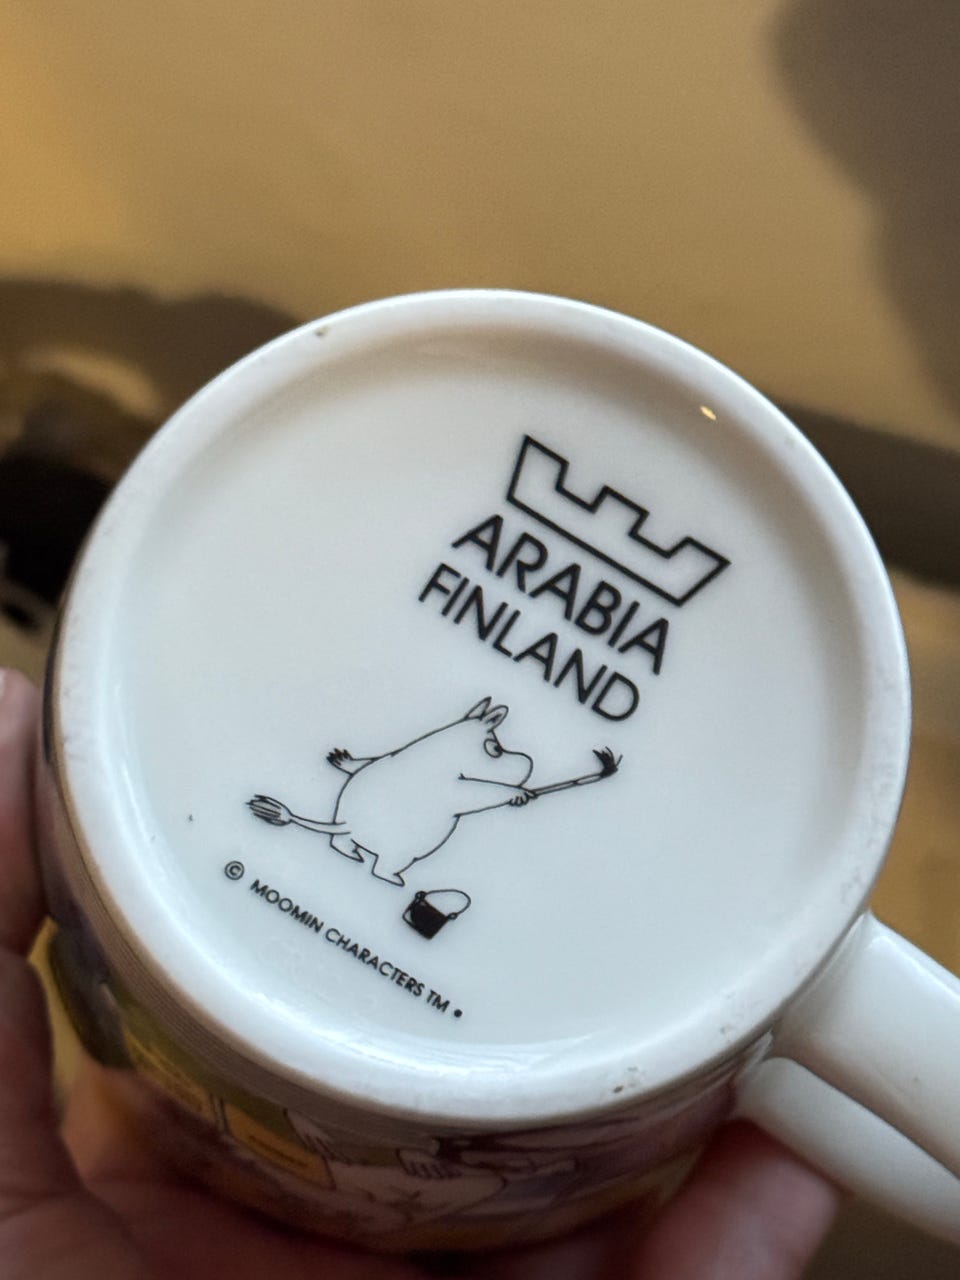 ARABIA
FINLAND
© MOOMIN CHARACTERS TM •